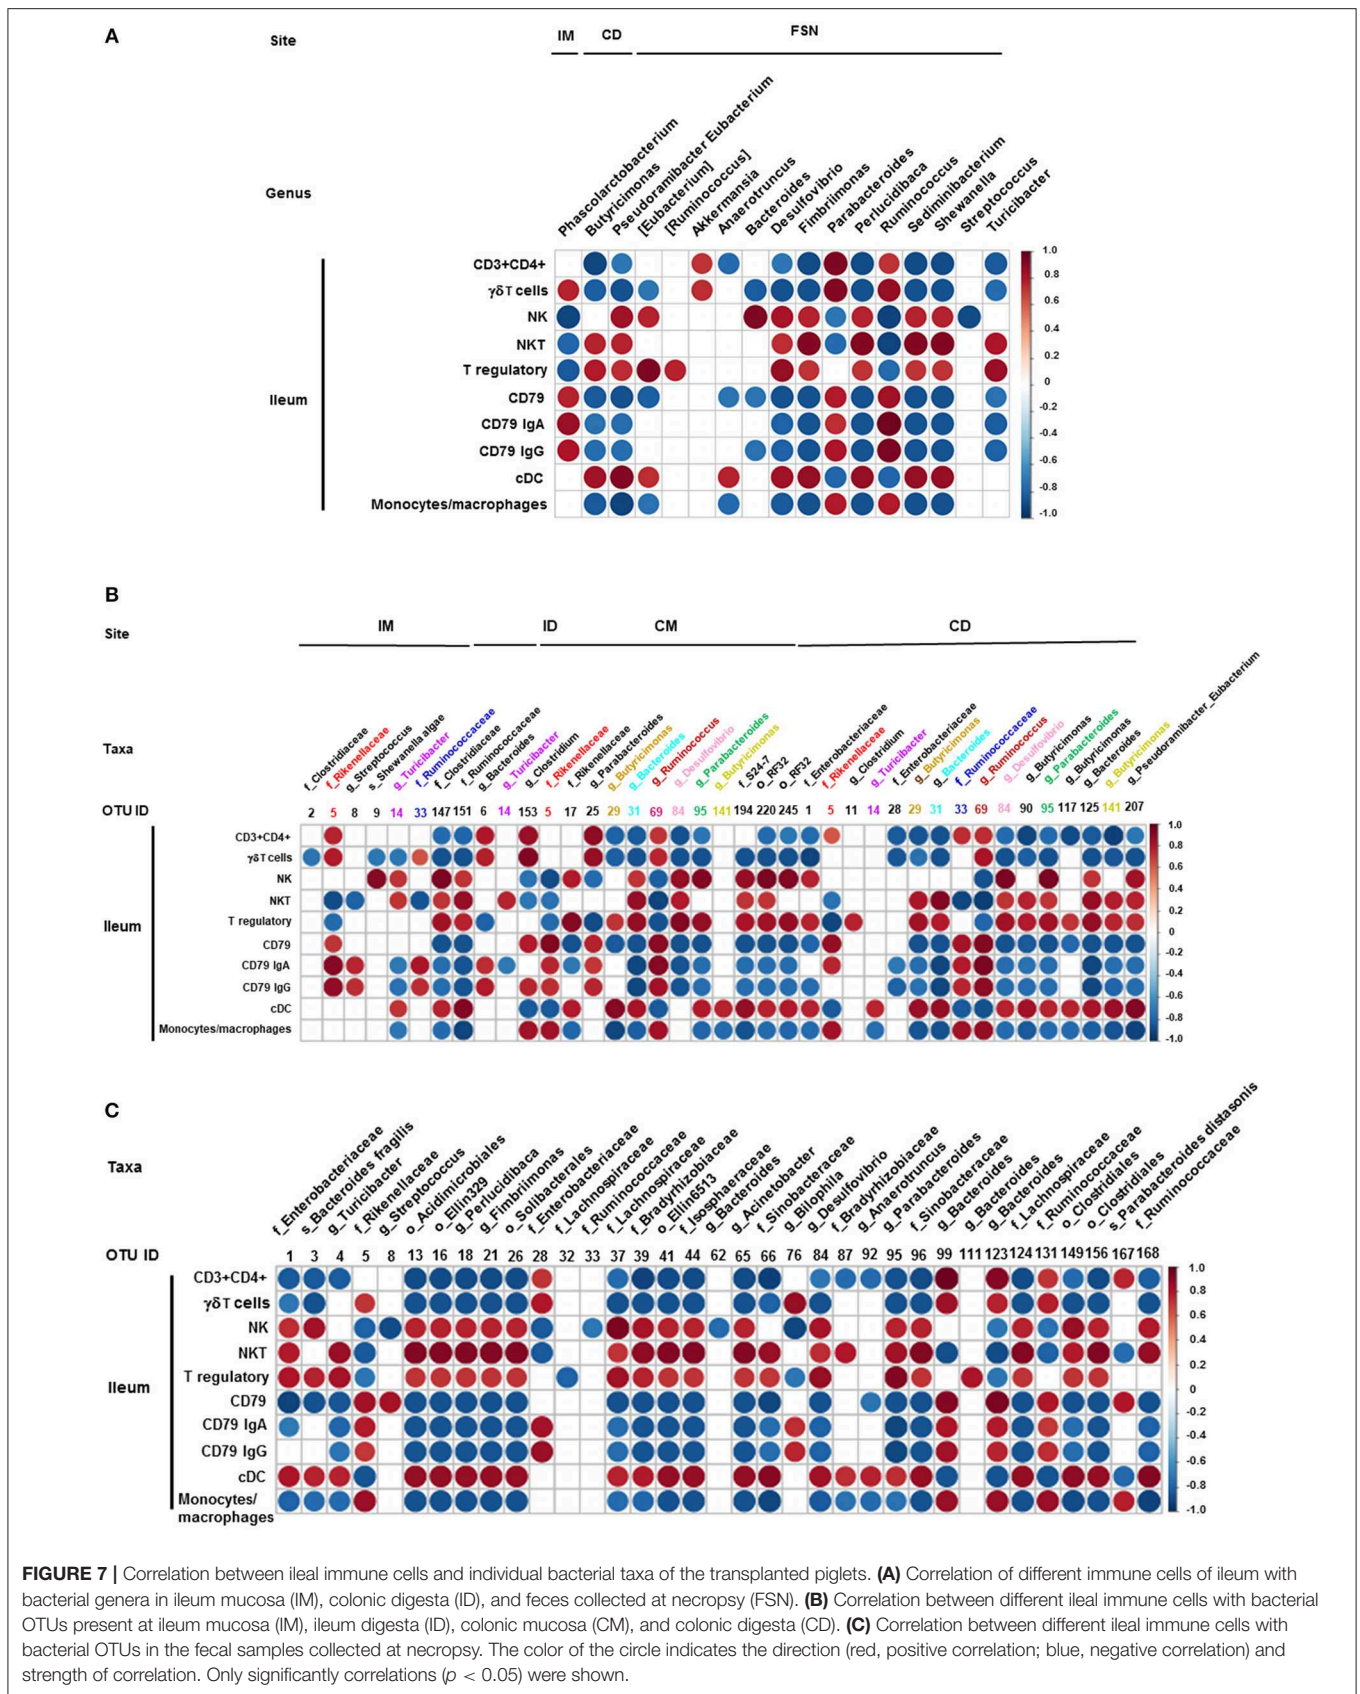 A
Site
IM CD FSN
Genus
Phascolarctobacterium
Butyricimonas
Pseudoramibacter Eubacterium
[Eubacterium]
[Ruminococcus]
Akkermansia
Anaerotruncus
Bacteroides
Desulfovibrio
Fimbriimonas
Parabacteroides
Perlucidibaca
Ruminococcus
Sediminibacterium
Shewanella
Streptococcus
Turicibacter
Ileum
CD3+CD4+
γδT cells
NK
NKT
T regulatory
CD79
CD79 IgA
CD79 IgG
cDC
Monocytes/macrophages
1.0
0.8
0.6
0.4
0.2
0
-0.2
-0.4
-0.6
-0.8
-1.0
B
Site
IM ID CM CD
Taxa
f_Clostridiaceae
f_Rikenellaceae
g_Streptococcus
s_Shewanella algae
g_Turicibacter
f_Ruminococcaceae
f_Clostridiaceae
f_Ruminococcaceae
g_Bacteroides
g_Turicibacter
g_Clostridium
f_Rikenellaceae
f_Rikenellaceae
g_Parabacteroides
g_Butyricimonas
g_Bacteroides
g_Ruminococcus
g_Desulfovibrio
g_Parabacteroides
g_Butyricimonas
f_S24-7
o_RF32
o_RF32
f_Enterobacteriaceae
f_Rikenellaceae
g_Clostridium
g_Turicibacter
f_Enterobacteriaceae
g_Butyricimonas
g_Bacteroides
f_Ruminococcaceae
g_Ruminococcus
g_Desulfovibrio
g_Butyricimonas
g_Parabacteroides
g_Butyricimonas
g_Bacteroides
g_Butyricimonas
g_Pseudoramibacter_Eubacterium
OTU ID 2 5 8 9 14 33 147 151 6 14 153 5 17 25 29 31 69 84 95 141 194 220 245 1 5 11 14 28 29 31 33 69 84 90 95 117 125 141 207
Ileum
CD3+CD4+
γδT cells
NK
NKT
T regulatory
CD79
CD79 IgA
CD79 IgG
cDC
Monocytes/macrophages
1.0
0.8
0.6
0.4
0.2
0
-0.2
-0.4
-0.6
-0.8
-1.0
C
Taxa
f_Enterobacteriaceae
s_Bacteroides fragilis
g_Turicibacter
f_Rikenellaceae
g_Streptococcus
o_Acidimicrobiales
o_Ellin329
g_Perlucidibaca
g_Fimbriimonas
o_Solibacterales
f_Enterobacteriaceae
f_Lachnospiraceae
f_Ruminococcaceae
f_Lachnospiraceae
f_Bradyrhizobiaceae
o_Ellin6513
f_Isosphaeraceae
g_Bacteroides
g_Acinetobacter
f_Sinobacteraceae
g_Bilophila
g_Desulfovibrio
f_Bradyrhizobiaceae
g_Anaerotruncus
g_Parabacteroides
f_Sinobacteraceae
g_Bacteroides
g_Bacteroides
g_Bacteroides
f_Lachnospiraceae
f_Ruminococcaceae
o_Clostridiales
o_Clostridiales
s_Parabacteroides distasonis
f_Ruminococcaceae
OTU ID 1 3 4 5 8 13 16 18 21 26 28 32 33 37 39 41 44 62 65 66 76 84 87 92 95 96 99 111 123 124 131 149 156 167 168
Ileum
CD3+CD4+
γδT cells
NK
NKT
T regulatory
CD79
CD79 IgA
CD79 IgG
cDC
Monocytes/
macrophages
1.0
0.8
0.6
0.4
0.2
0
-0.2
-0.4
-0.6
-0.8
-1.0
FIGURE 7 | Correlation between ileal immune cells and individual bacterial taxa of the transplanted piglets. (A) Correlation of different immune cells of ileum with
bacterial genera in ileum mucosa (IM), colonic digesta (ID), and feces collected at necropsy (FSN). (B) Correlation between different ileal immune cells with bacterial
OTUs present at ileum mucosa (IM), ileum digesta (ID), colonic mucosa (CM), and colonic digesta (CD). (C) Correlation between different ileal immune cells with
bacterial OTUs in the fecal samples collected at necropsy. The color of the circle indicates the direction (red, positive correlation; blue, negative correlation) and
strength of correlation. Only significantly correlations (p < 0.05) were shown.